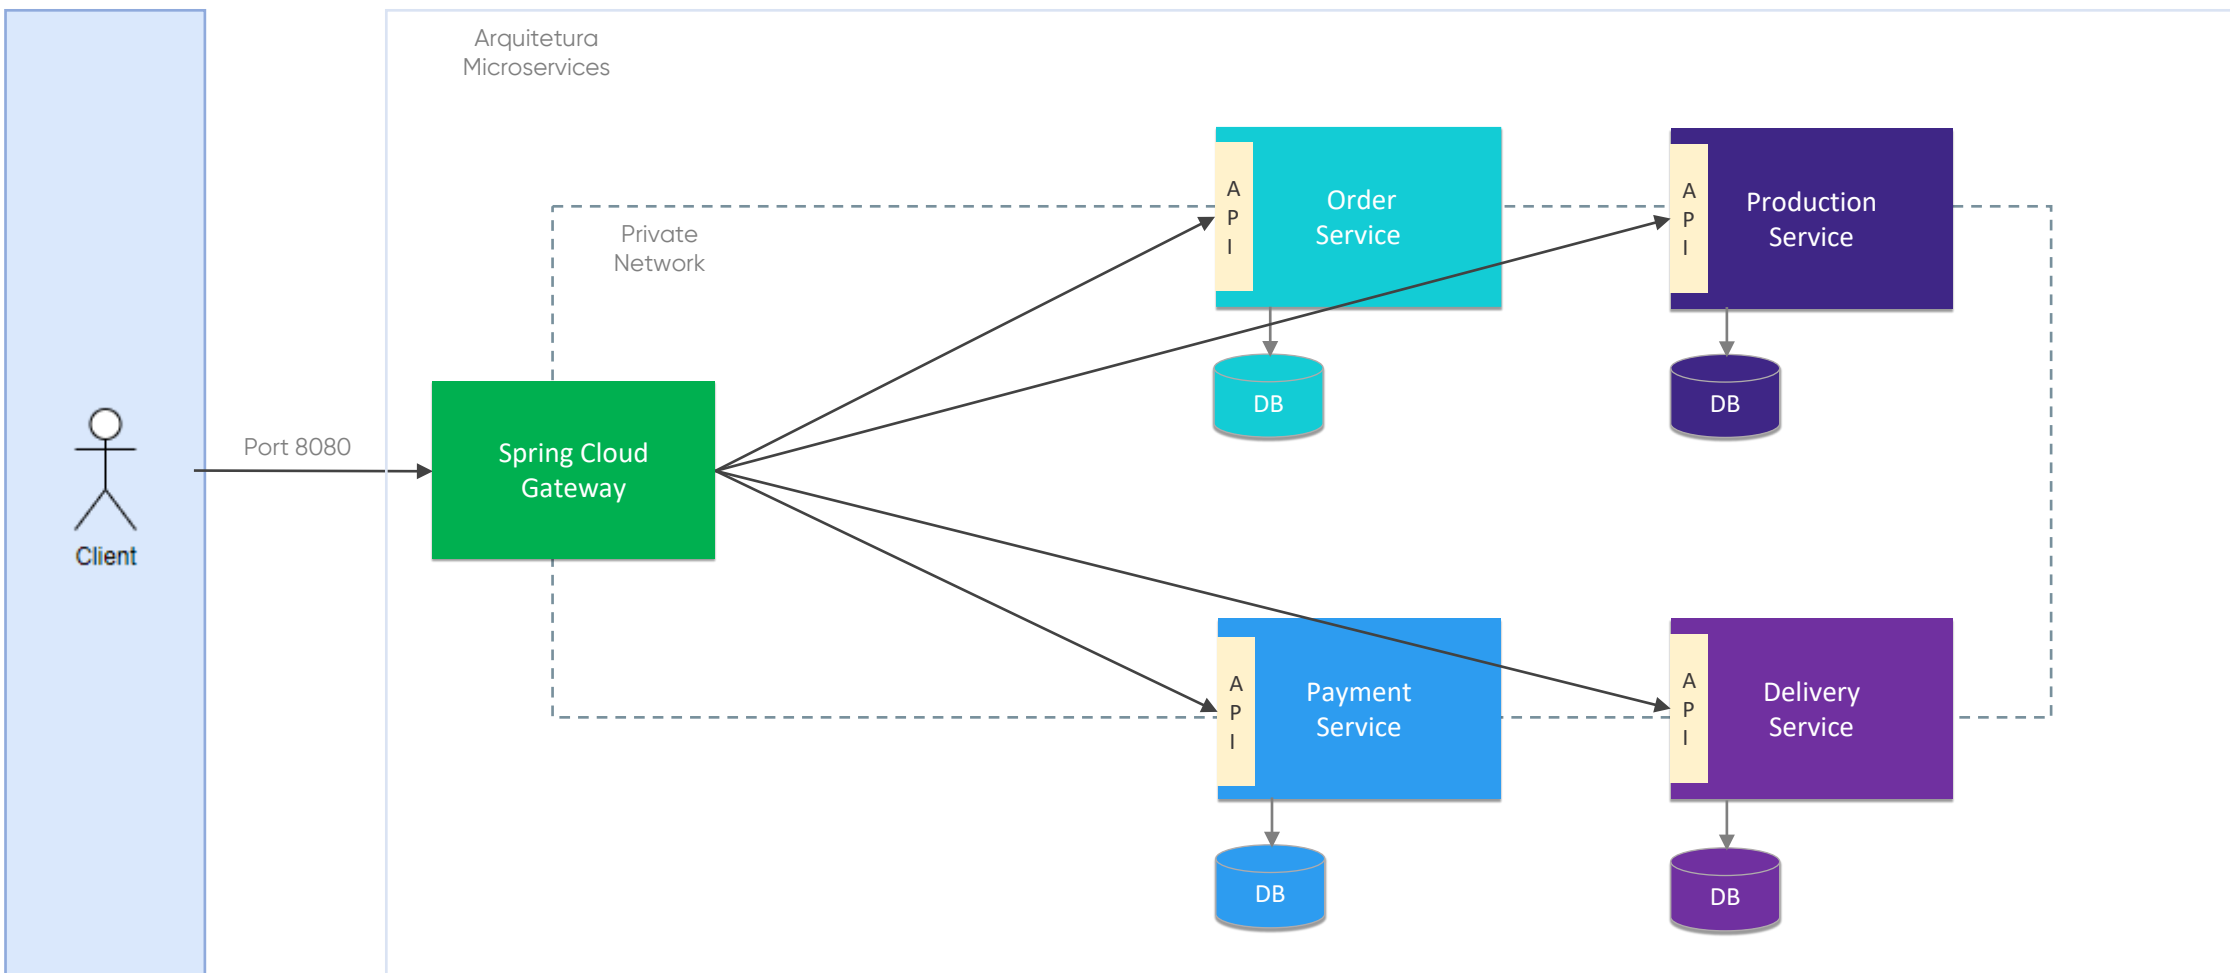 Arquitetura
Microservices
Private
Network
Port 8080
Client
Spring Cloud
Gateway
A
P
I
Order
Service
DB
A
P
I
Production
Service
DB
A
P
I
Payment
Service
DB
A
P
I
Delivery
Service
DB